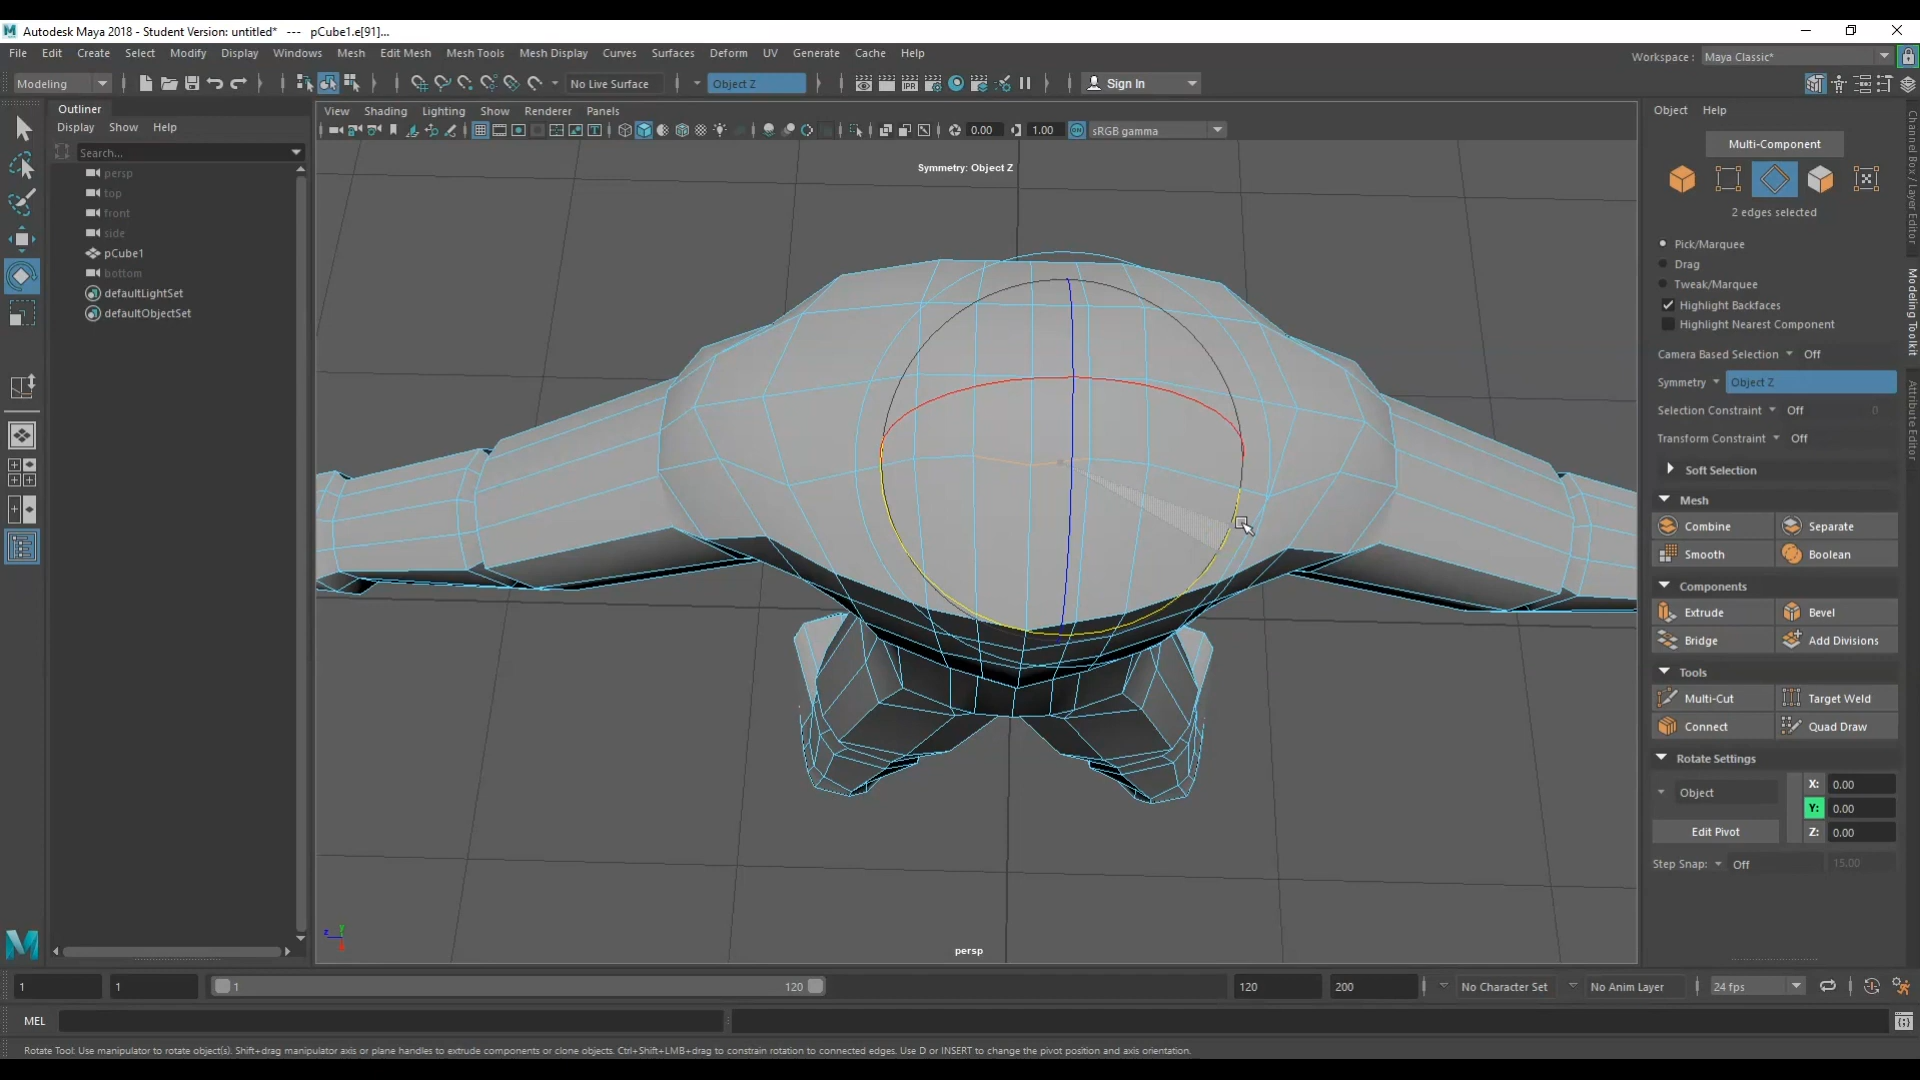 Autodesk Maya 2018 - Student Version: untitled* --- pCube1.e[91]...
File Edit Create Select Modify Display Windows Mesh Edit Mesh Mesh Tools Mesh Display Curves Surfaces Deform UV Generate Cache Help
Workspace : Maya Classic*
Modeling No Live Surface Object Z Sign In
Outliner
Display Show Help
Search...
persp
top
front
side
pCube1
bottom
defaultLightSet
defaultObjectSet
View Shading Lighting Show Renderer Panels
0.00 1.00 sRGB gamma
Symmetry: Object Z
persp
Object Help
Multi-Component
2 edges selected
Pick/Marquee
Drag
Tweak/Marquee
Highlight Backfaces
Highlight Nearest Component
Camera Based Selection Off
Symmetry Object Z
Selection Constraint Off 0
Transform Constraint Off
Soft Selection
Mesh
Combine Separate
Smooth Boolean
Components
Extrude Bevel
Bridge Add Divisions
Tools
Multi-Cut Target Weld
Connect Quad Draw
Rotate Settings
Object X: 0.00
Y: 0.00
Edit Pivot Z: 0.00
Step Snap: Off 15.00
Channel Box / Layer Editor
Modeling Toolkit
Attribute Editor
1 1 1 120 120 200 No Character Set No Anim Layer 24 fps
MEL
Rotate Tool: Use manipulator to rotate object(s). Shift+drag manipulator axis or plane handles to extrude components or clone objects. Ctrl+Shift+LMB+drag to constrain rotation to connected edges. Use D or INSERT to change the pivot position and axis orientation.